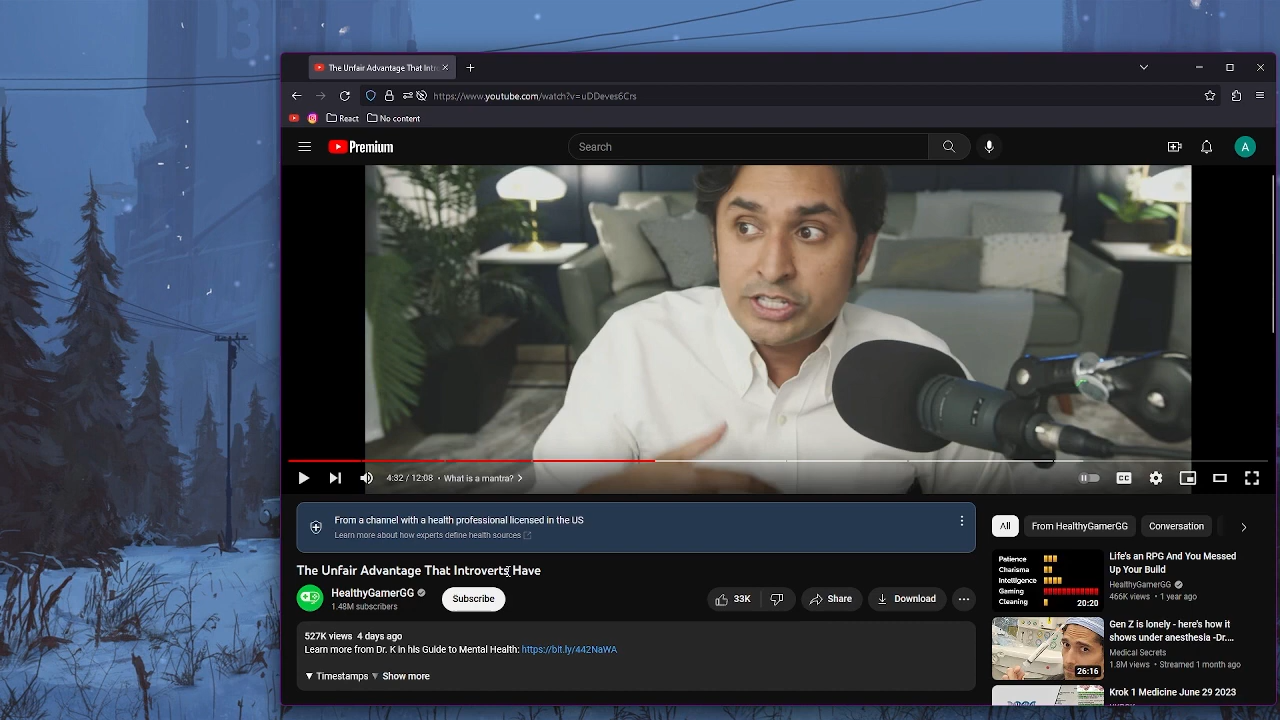 13
The Unfair Advantage That Intr
https://www.youtube.com/watch?v=uDDeves6Crs
React
No content
Premium
Search
A
4:32 / 12:08 • What is a mantra?
CC
From a channel with a health professional licensed in the US
Learn more about how experts define health sources
All
From HealthyGamerGG
Conversation
The Unfair Advantage That Introverts Have
HealthyGamerGG
1.48M subscribers
Subscribe
33K
Share
Download
527K views 4 days ago
Learn more from Dr. K in his Guide to Mental Health: https://bit.ly/442NaWA
▼ Timestamps ▼ Show more
Patience
Charisma
Intelligence
Gaming
Cleaning
20:20
Life's an RPG And You Messed
Up Your Build
HealthyGamerGG
466K views • 1 year ago
26:16
Gen Z is lonely - here's how it
shows under anesthesia -Dr....
Medical Secrets
1.8M views • Streamed 1 month ago
Krok 1 Medicine June 29 2023